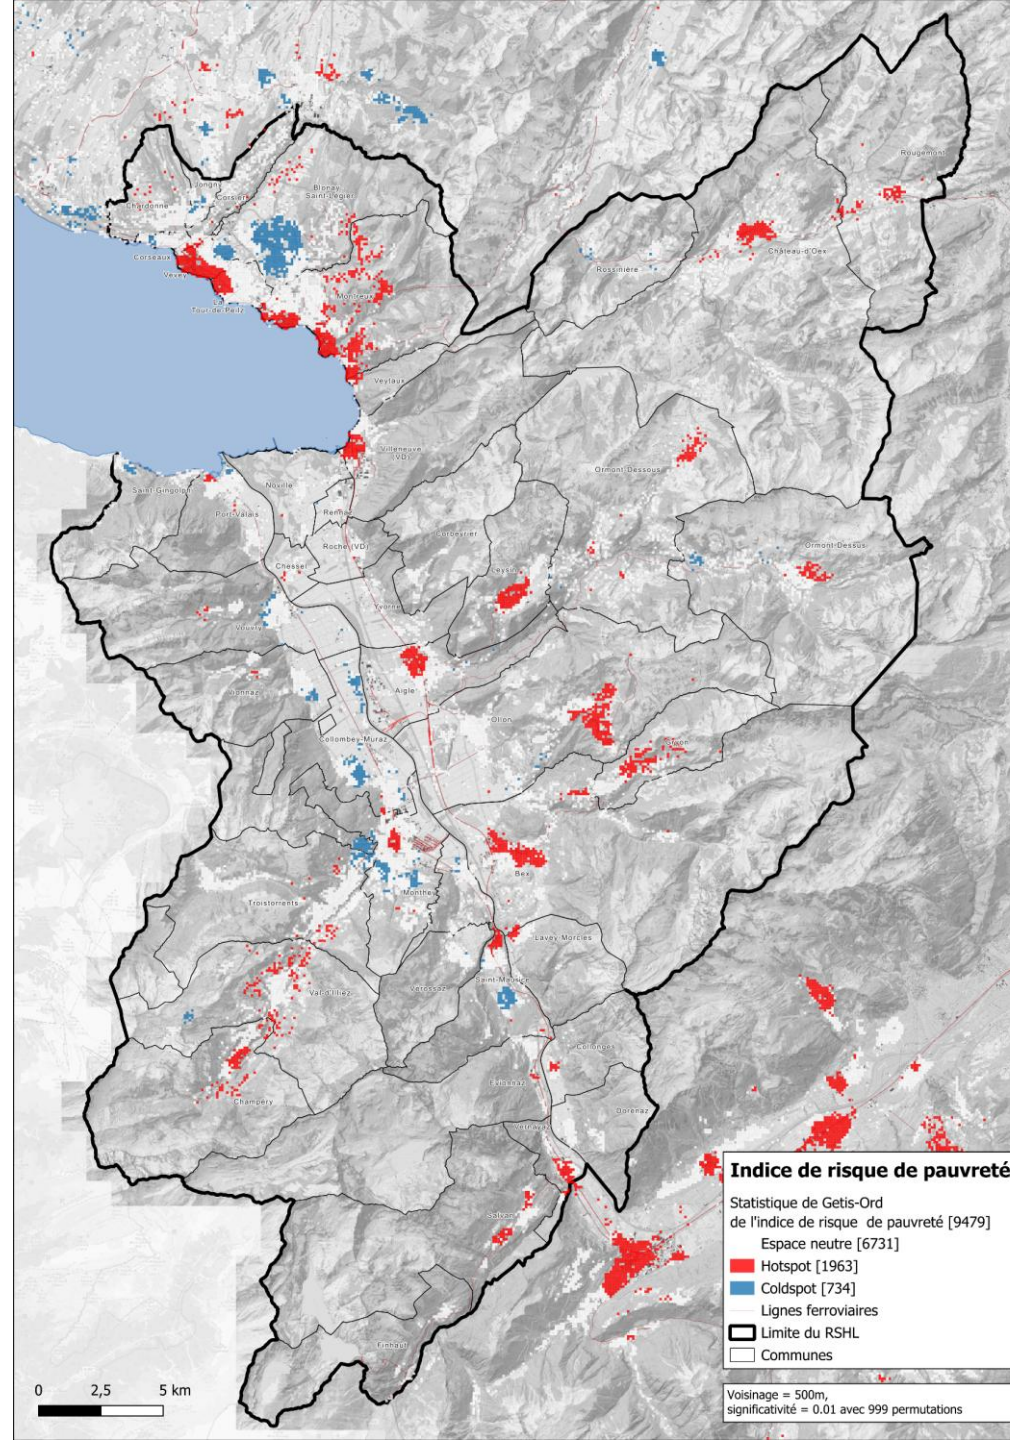 Rougemont
Jongny
Corsier
Blonay
Saint-Légier
Chardonne
Château-d'Oex
Corseaux
Rossinière
Vevey
Montreux
La
Tour-de-Peilz
Veytaux
Villeneuve
(VD)
Ormont-Dessous
Saint-Gingolph
Noville
Port-Valais
Rennaz
Corbeyrier
Roche (VD)
Ormont-Dessus
Chessel
Leysin
Yvorne
Vouvry
Vionnaz
Aigle
Ollon
Collombey-Muraz
Gryon
Bex
Monthey
Troistorrents
Lavey-Morcles
Saint-Maurice
Vérossaz
Val-d'Illiez
Collonges
Evionnaz
Champéry
Dorénaz
Vernayaz
Salvan
Finhaut
Indice de risque de pauvreté
Statistique de Getis-Ord
de l'indice de risque de pauvreté [9479]
Espace neutre [6731]
Hotspot [1963]
Coldspot [734]
Lignes ferroviaires
Limite du RSHL
Communes
0 2,5 5 km
Voisinage = 500m,
significativité = 0.01 avec 999 permutations